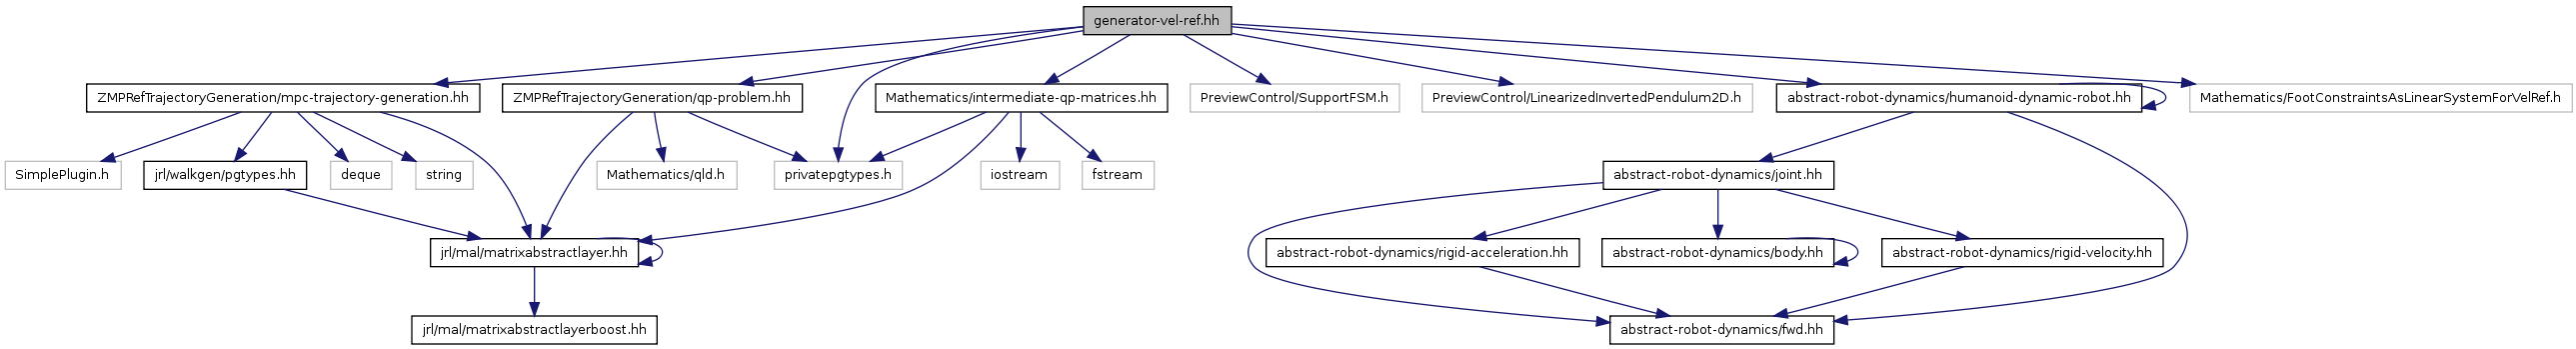 generator-vel-ref.hh
ZMPRefTrajectoryGeneration/mpc-trajectory-generation.hh
ZMPRefTrajectoryGeneration/qp-problem.hh
Mathematics/intermediate-qp-matrices.hh
PreviewControl/SupportFSM.h
PreviewControl/LinearizedInvertedPendulum2D.h
abstract-robot-dynamics/humanoid-dynamic-robot.hh
Mathematics/FootConstraintsAsLinearSystemForVelRef.h
SimplePlugin.h
jrl/walkgen/pgtypes.hh
deque
string
Mathematics/qld.h
privatepgtypes.h
iostream
fstream
abstract-robot-dynamics/joint.hh
jrl/mal/matrixabstractlayer.hh
abstract-robot-dynamics/rigid-acceleration.hh
abstract-robot-dynamics/body.hh
abstract-robot-dynamics/rigid-velocity.hh
jrl/mal/matrixabstractlayerboost.hh
abstract-robot-dynamics/fwd.hh